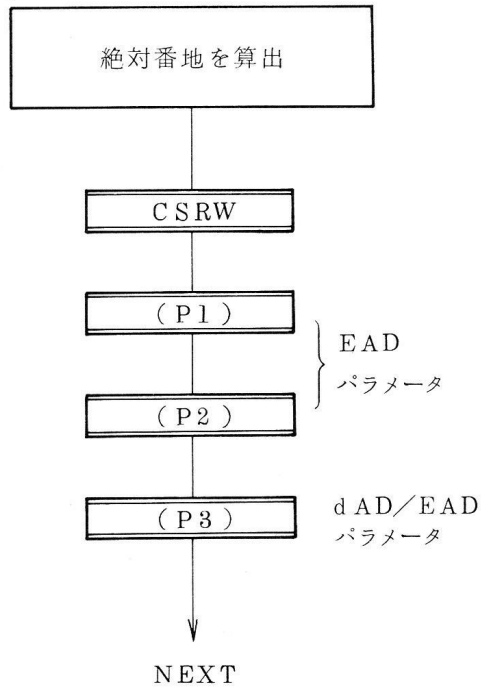 絶対番地を算出
CSRW
(P1)
EAD
パラメータ
(P2)
(P3)
dAD/EAD
パラメータ
NEXT